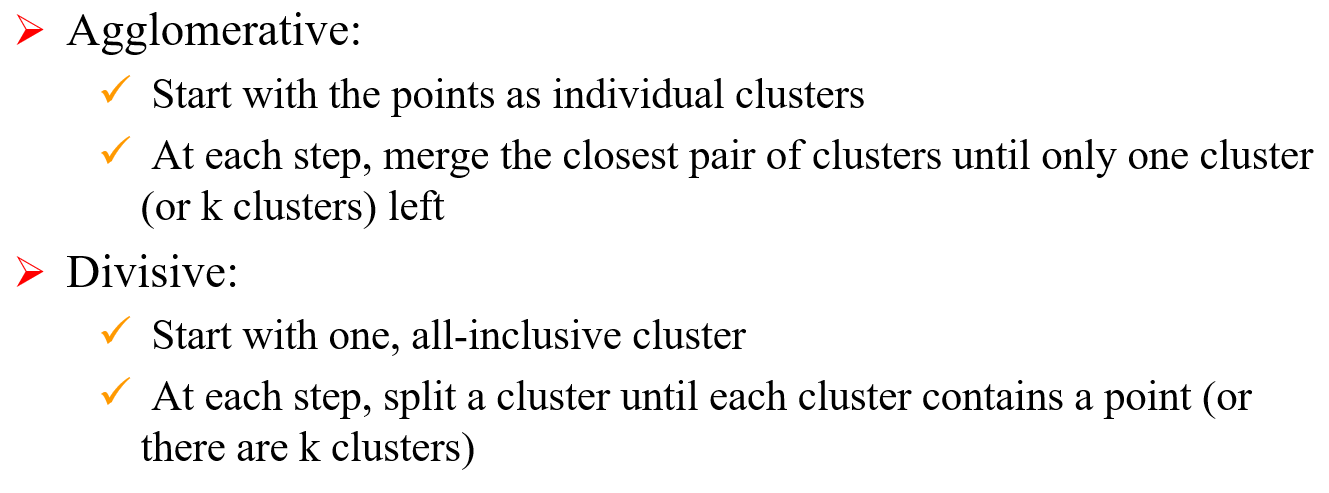 ➢ Agglomerative:
✓ Start with the points as individual clusters
✓ At each step, merge the closest pair of clusters until only one cluster
(or k clusters) left
➢ Divisive:
✓ Start with one, all-inclusive cluster
✓ At each step, split a cluster until each cluster contains a point (or
there are k clusters)